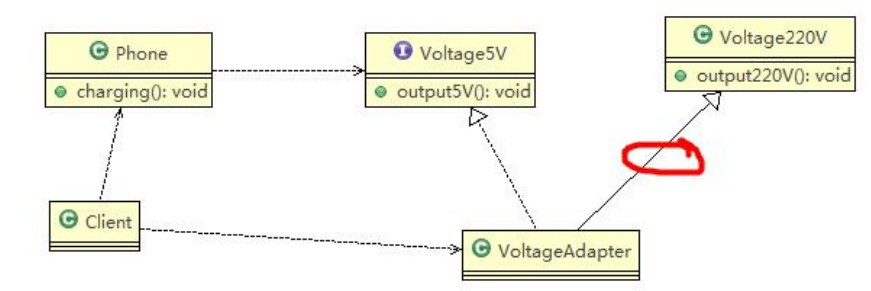 C Phone
charging(): void
I Voltage5V
output5V(): void
C Voltage220V
output220V(): void
C Client
C VoltageAdapter